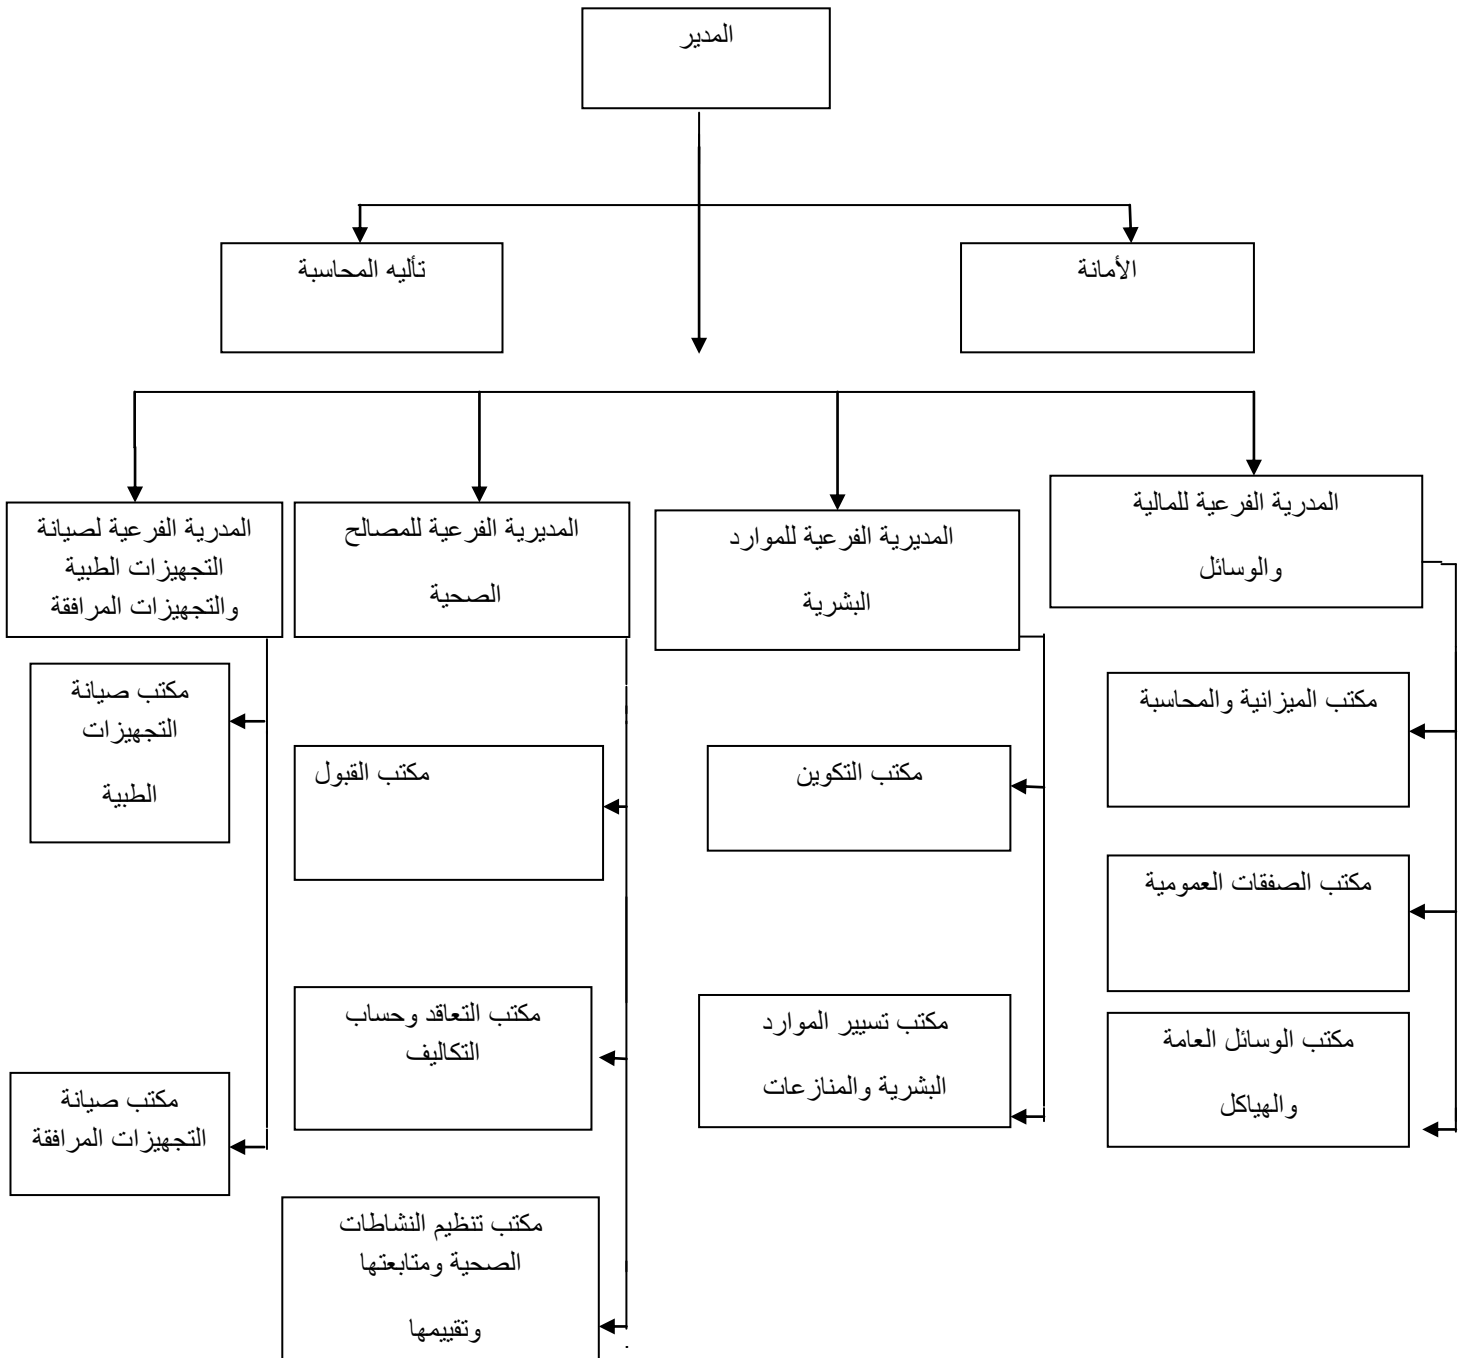 المدير
الأمانة
تأليه المحاسبة
المدرية الفرعية للمالية
والوسائل
المديرية الفرعية للموارد
البشرية
المديرية الفرعية للمصالح
الصحية
المدرية الفرعية لصيانة
التجهيزات الطبية
والتجهيزات المرافقة
مكتب الميزانية والمحاسبة
مكتب الصفقات العمومية
مكتب الوسائل العامة
والهياكل
مكتب التكوين
مكتب تسيير الموارد
البشرية والمنازعات
مكتب القبول
مكتب التعاقد وحساب
التكاليف
مكتب تنظيم النشاطات
الصحية ومتابعتها
وتقييمها
مكتب صيانة
التجهيزات
الطبية
مكتب صيانة
التجهيزات المرافقة